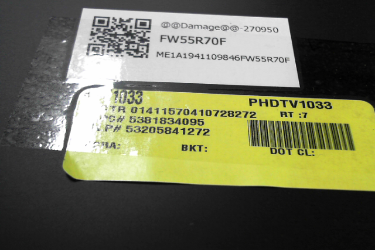 @@Damage@@-270950
FW55R70F
ME1A1941109846FW55R70F
1033 PHDTV1033
TR 01411570410728272 RT :7
# 5381834095
P# 53205841272
BKT: DOT CL: